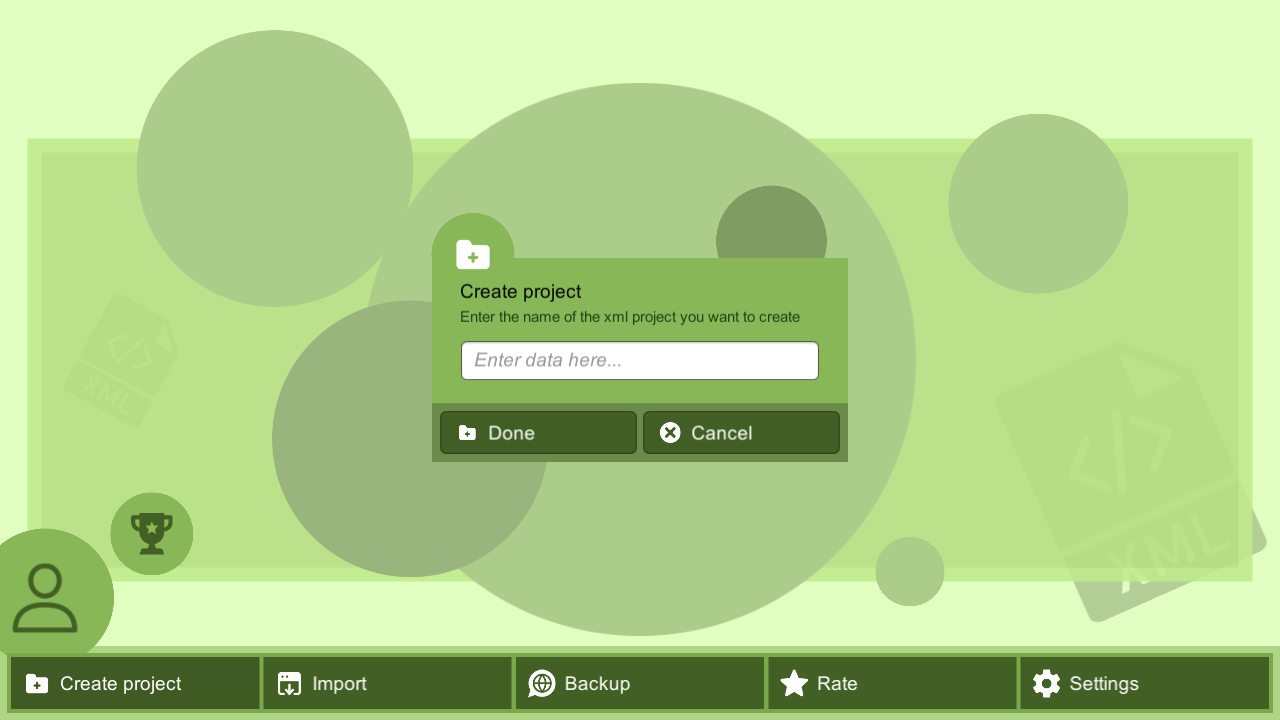 Create project
Enter the name of the xml project you want to create
Enter data here...
Done
Cancel
</>
XML
</>
XML
Create project
Import
Backup
Rate
Settings